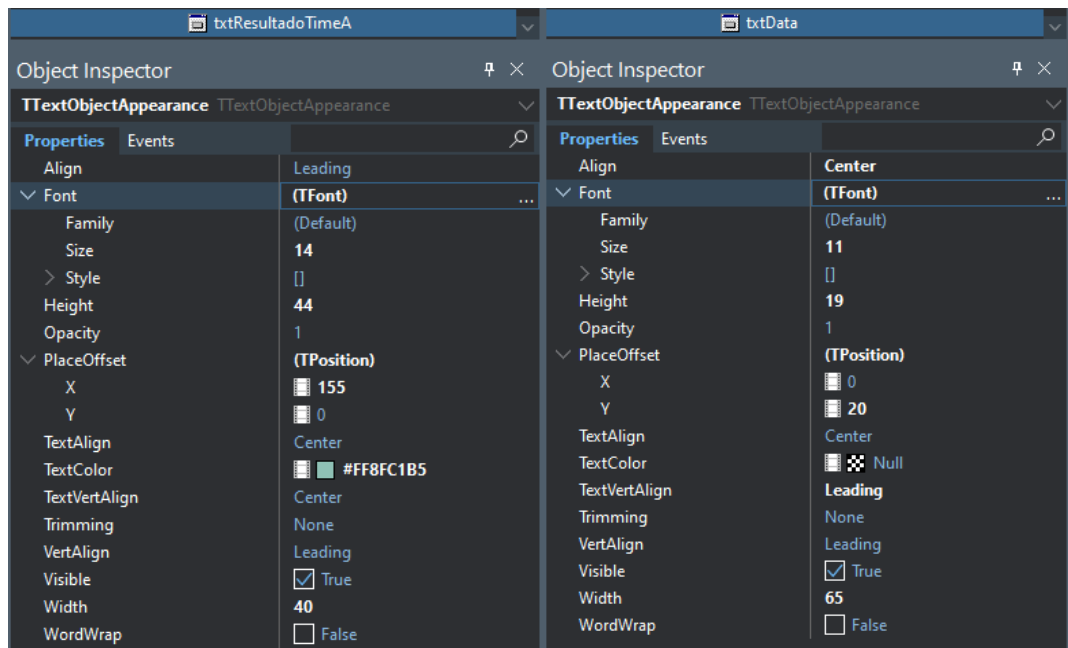 txtResultadoTimeA
Object Inspector
TTextObjectAppearance TTextObjectAppearance
Properties Events
Align Leading
Font (TFont) ...
Family (Default)
Size 14
Style []
Height 44
Opacity 1
PlaceOffset (TPosition)
X 155
Y 0
TextAlign Center
TextColor #FF8FC1B5
TextVertAlign Center
Trimming None
VertAlign Leading
Visible True
Width 40
WordWrap False
txtData
Object Inspector
TTextObjectAppearance TTextObjectAppearance
Properties Events
Align Center
Font (TFont) ...
Family (Default)
Size 11
Style []
Height 19
Opacity 1
PlaceOffset (TPosition)
X 0
Y 20
TextAlign Center
TextColor Null
TextVertAlign Leading
Trimming None
VertAlign Leading
Visible True
Width 65
WordWrap False